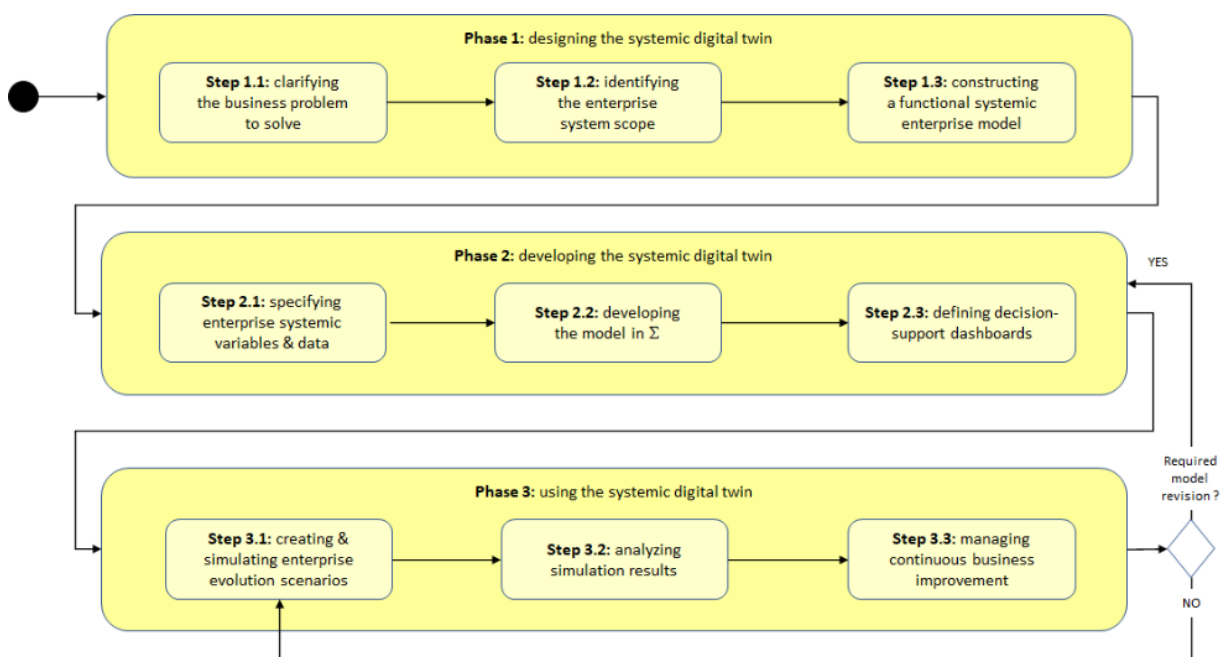 Phase 1: designing the systemic digital twin
Step 1.1: clarifying
the business problem
to solve
Step 1.2: identifying
the enterprise
system scope
Step 1.3: constructing
a functional systemic
enterprise model
Phase 2: developing the systemic digital twin
YES
Step 2.1: specifying
enterprise systemic
variables & data
Step 2.2: developing
the model in Σ
Step 2.3: defining decision-
support dashboards
Required
model
revision ?
Phase 3: using the systemic digital twin
Step 3.1: creating &
simulating enterprise
evolution scenarios
Step 3.2: analyzing
simulation results
Step 3.3: managing
continuous business
improvement
NO